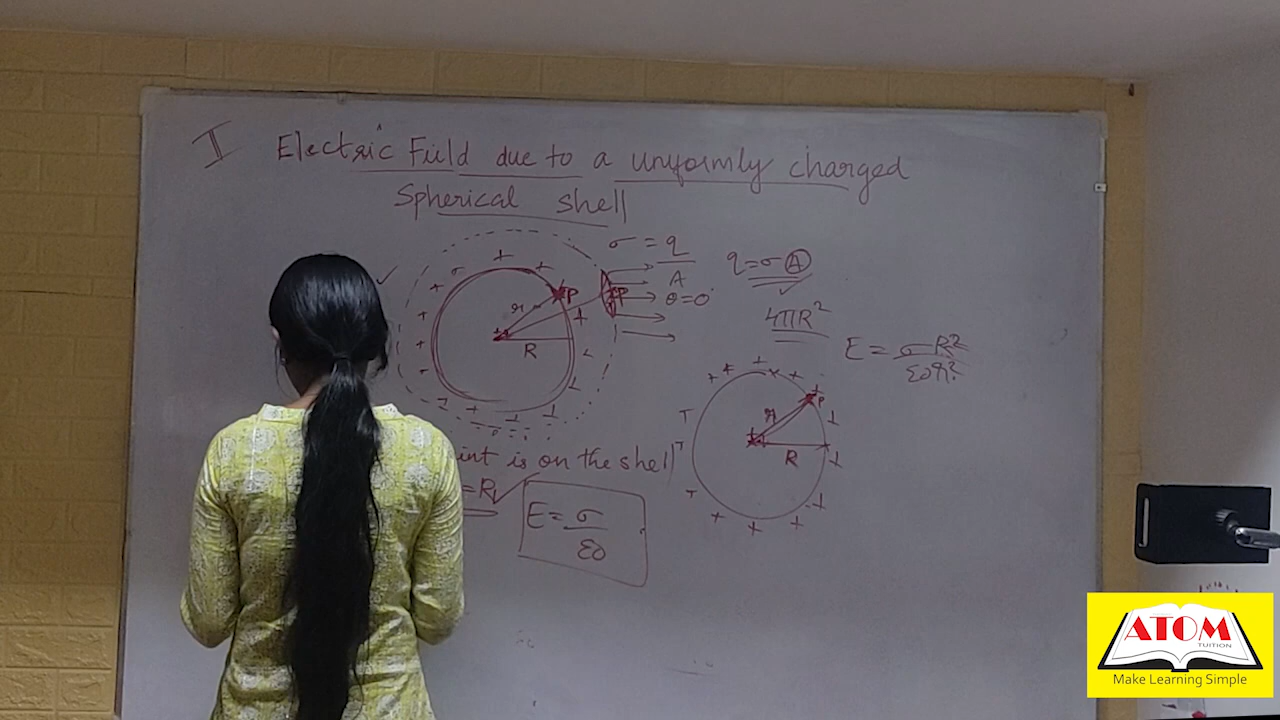 I Electric Field due to a uniformly charged
Spherical shell
σ = q
A
q = σ A
θ = 0°
4πR²
+ + + + + + + + + + + +
r
P
P
R
E = σR²
ε0r²
r
P
R
int is on the shell
=R
E = σ
ε0
ATOM
TUITION
Make Learning Simple